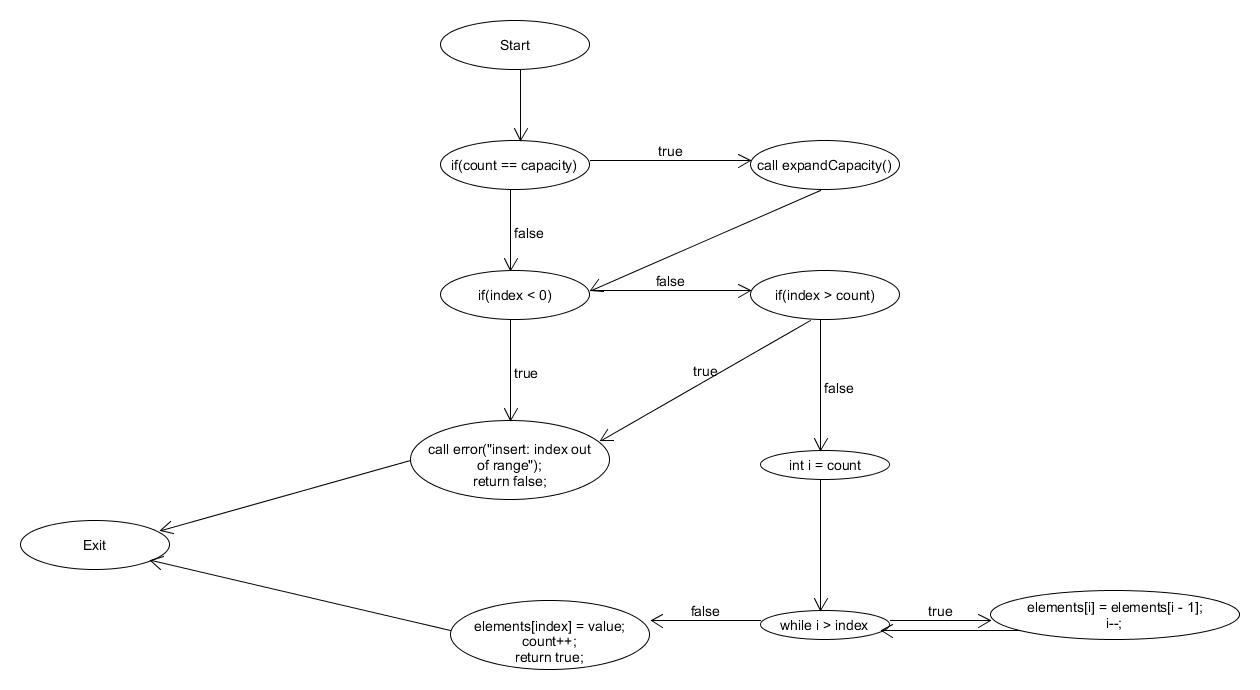 Start
if(count == capacity)
true
call expandCapacity()
false
if(index < 0)
false
if(index > count)
true
true
false
call error("insert: index out
of range");
return false;
int i = count
Exit
elements[index] = value;
count++;
return true;
false
while i > index
true
elements[i] = elements[i - 1];
i--;